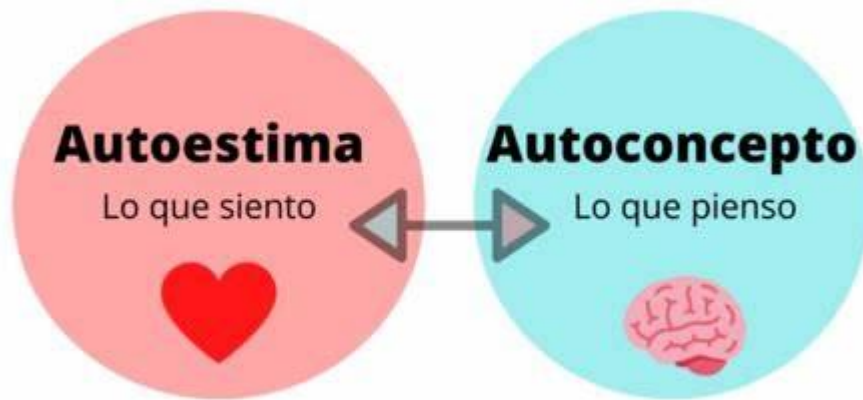 Autoestima
Lo que siento
Autoconcepto
Lo que pienso